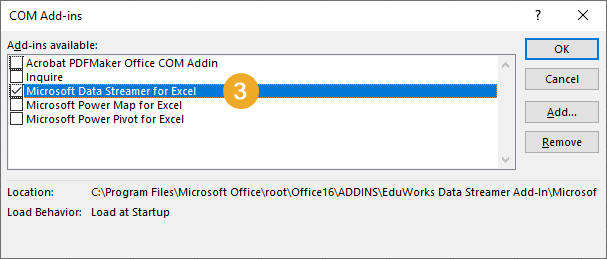 COM Add-ins
?
Add-ins available:
Acrobat PDFMaker Office COM Addin
Inquire
Microsoft Data Streamer for Excel
3
Microsoft Power Map for Excel
Microsoft Power Pivot for Excel
OK
Cancel
Add...
Remove
Location: C:\Program Files\Microsoft Office\root\Office16\ADDINS\EduWorks Data Streamer Add-In\Microsof
Load Behavior: Load at Startup